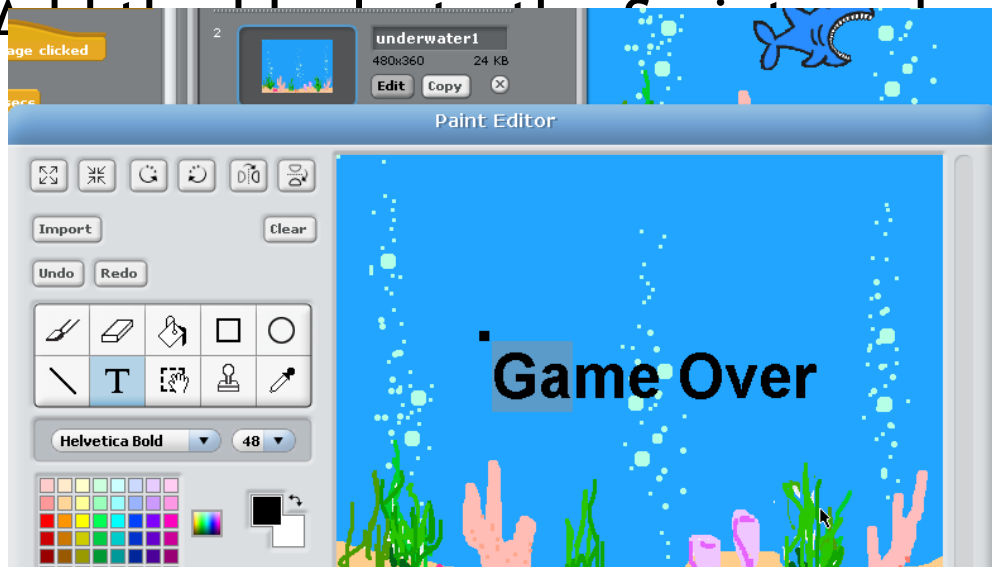 age clicked
secs
2
underwater1
480x360 24 KB
Edit Copy
Paint Editor
Import Clear
Undo Redo
T
Game Over
Helvetica Bold 48